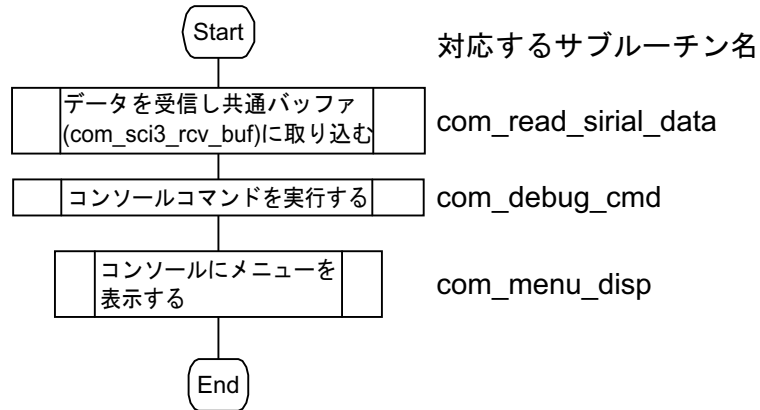 Start
対応するサブルーチン名
データを受信し共通バッファ
(com_sci3_rcv_buf)に取り込む
com_read_sirial_data
コンソールコマンドを実行する
com_debug_cmd
コンソールにメニューを
表示する
com_menu_disp
End